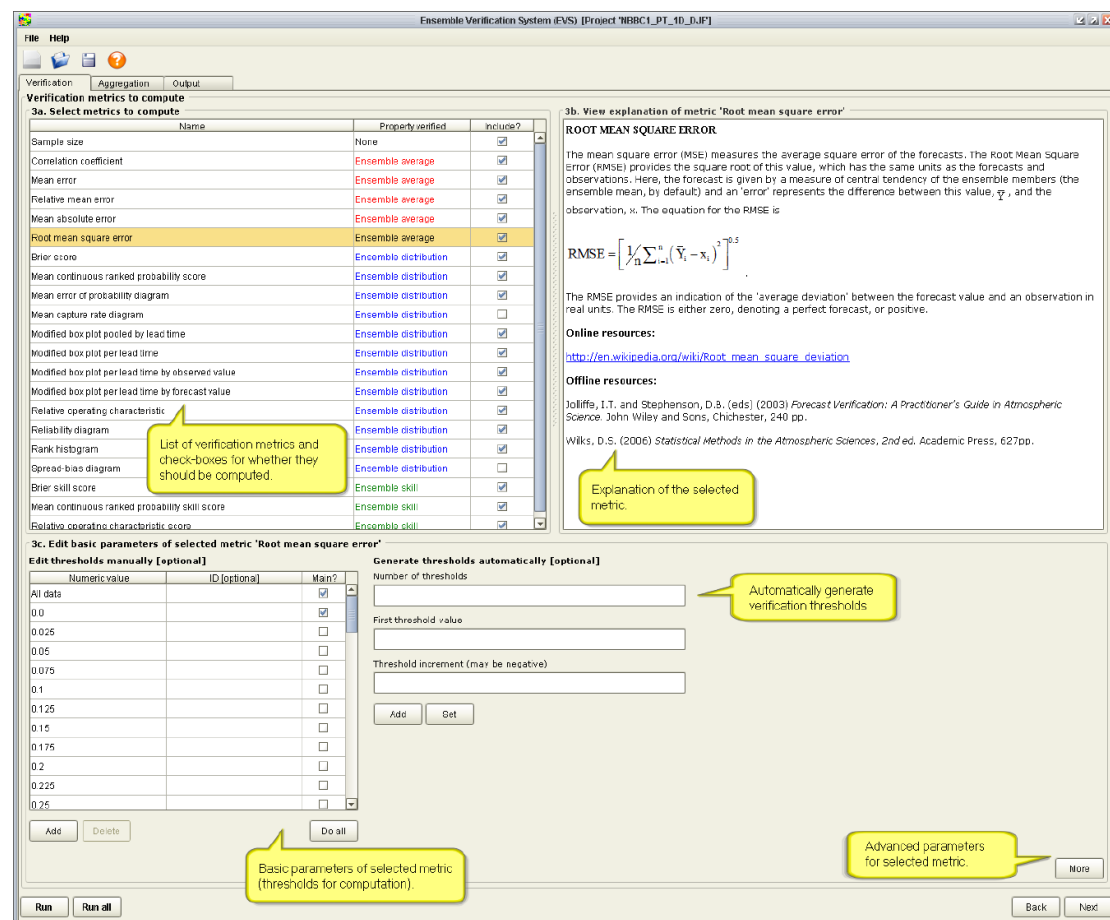 Ensemble Verification System (EVS) [Project 'NBBC1_PT_1D_DJF']
File Help
Verification Aggregation Output
Verification metrics to compute
3a. Select metrics to compute
Name Property verified Include?
Sample size None
Correlation coefficient Ensemble average
Mean error Ensemble average
Relative mean error Ensemble average
Mean absolute error Ensemble average
Root mean square error Ensemble average
Brier score Ensemble distribution
Mean continuous ranked probability score Ensemble distribution
Mean error of probability diagram Ensemble distribution
Mean capture rate diagram Ensemble distribution
Modified box plot pooled by lead time Ensemble distribution
Modified box plot per lead time Ensemble distribution
Modified box plot per lead time by observed value Ensemble distribution
Modified box plot per lead time by forecast value Ensemble distribution
Relative operating characteristic Ensemble distribution
Reliability diagram Ensemble distribution
Rank histogram Ensemble distribution
Spread-bias diagram Ensemble distribution
Brier skill score Ensemble skill
Mean continuous ranked probability skill score Ensemble skill
Relative operating characteristic score Ensemble skill
List of verification metrics and
check-boxes for whether they
should be computed.
3b. View explanation of metric 'Root mean square error'
ROOT MEAN SQUARE ERROR
The mean square error (MSE) measures the average square error of the forecasts. The Root Mean Square
Error (RMSE) provides the square root of this value, which has the same units as the forecasts and
observations. Here, the forecast is given by a measure of central tendency of the ensemble members (the
ensemble mean, by default) and an 'error' represents the difference between this value, Y̅, and the
observation, x. The equation for the RMSE is
RMSE = [1/n ∑ᵢ₌₁ⁿ (Y̅ᵢ − xᵢ)²]^0.5.
The RMSE provides an indication of the 'average deviation' between the forecast value and an observation in
real units. The RMSE is either zero, denoting a perfect forecast, or positive.
Online resources:
http://en.wikipedia.org/wiki/Root_mean_square_deviation
Offline resources:
Jolliffe, I.T. and Stephenson, D.B. (eds) (2003) Forecast Verification: A Practitioner's Guide in Atmospheric
Science. John Wiley and Sons, Chichester, 240 pp.
Wilks, D.S. (2006) Statistical Methods in the Atmospheric Sciences, 2nd ed. Academic Press, 627pp.
Explanation of the selected
metric.
3c. Edit basic parameters of selected metric 'Root mean square error'
Edit thresholds manually [optional]
Numeric value ID [optional] Main?
All data
0.0
0.025
0.05
0.075
0.1
0.125
0.15
0.175
0.2
0.225
0.25
Add Delete Do all
Basic parameters of selected metric
(thresholds for computation).
Generate thresholds automatically [optional]
Number of thresholds
First threshold value
Threshold increment (may be negative)
Add Set
Automatically generate
verification thresholds
Advanced parameters
for selected metric.
More
Run Run all Back Next